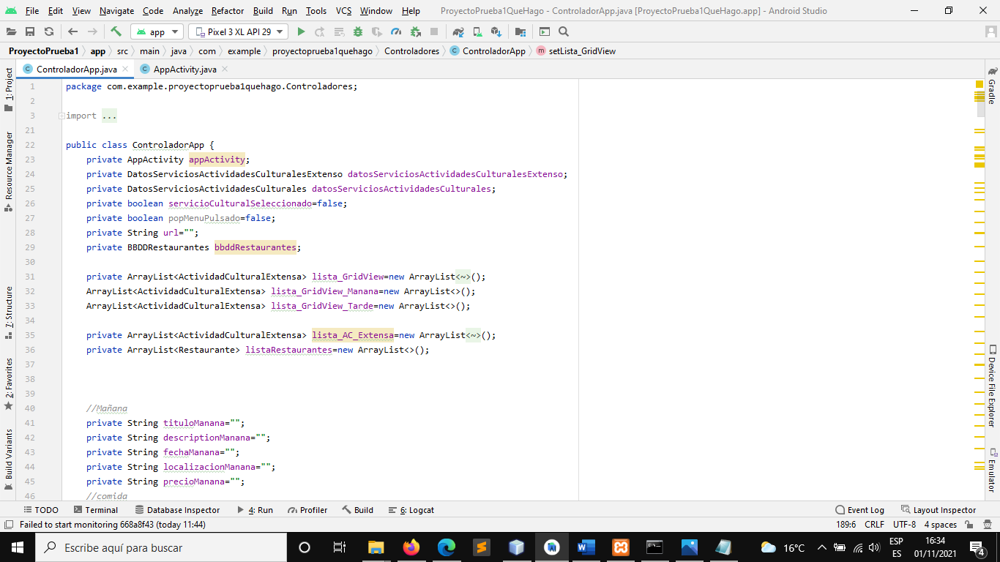 File Edit View Navigate Code Analyze Refactor Build Run Tools VCS Window Help ProyectoPrueba1QueHago - ControladorApp.java [ProyectoPrueba1QueHago.app] - Android Studio
app Pixel 3 XL API 29
ProyectoPrueba1 app src main java com example proyectoprueba1quehago Controladores ControladorApp setLista_GridView
ControladorApp.java AppActivity.java
1 package com.example.proyectoprueba1quehago.Controladores;
2
3 import ...
21
22 public class ControladorApp {
23 private AppActivity appActivity;
24 private DatosServiciosActividadesCulturalesExtenso datosServiciosActividadesCulturalesExtenso;
25 private DatosServiciosActividadesCulturales datosServiciosActividadesCulturales;
26 private boolean servicioCulturalSeleccionado=false;
27 private boolean popMenuPulsado=false;
28 private String url="";
29 private BBDDRestaurantes bbddRestaurantes;
30
31 private ArrayList<ActividadCulturalExtensa> lista_GridView=new ArrayList<~>();
32 ArrayList<ActividadCulturalExtensa> lista_GridView_Manana=new ArrayList<>();
33 ArrayList<ActividadCulturalExtensa> lista_GridView_Tarde=new ArrayList<>();
34
35 private ArrayList<ActividadCulturalExtensa> lista_AC_Extensa=new ArrayList<~>();
36 private ArrayList<Restaurante> listaRestaurantes=new ArrayList<>();
37
38
39
40 //Mañana
41 private String tituloManana="";
42 private String descriptionManana="";
43 private String fechaManana="";
44 private String localizacionManana="";
45 private String precioManana="";
46 //comida
1: Project
Resource Manager
7: Structure
2: Favorites
Build Variants
Gradle
Device File Explorer
Emulator
TODO Terminal Database Inspector 4: Run Profiler Build 6: Logcat Event Log Layout Inspector
Failed to start monitoring 668a8f43 (today 11:44) 189:6 CRLF UTF-8 4 spaces
Escribe aquí para buscar 16°C ESP 16:34
ES 01/11/2021 4